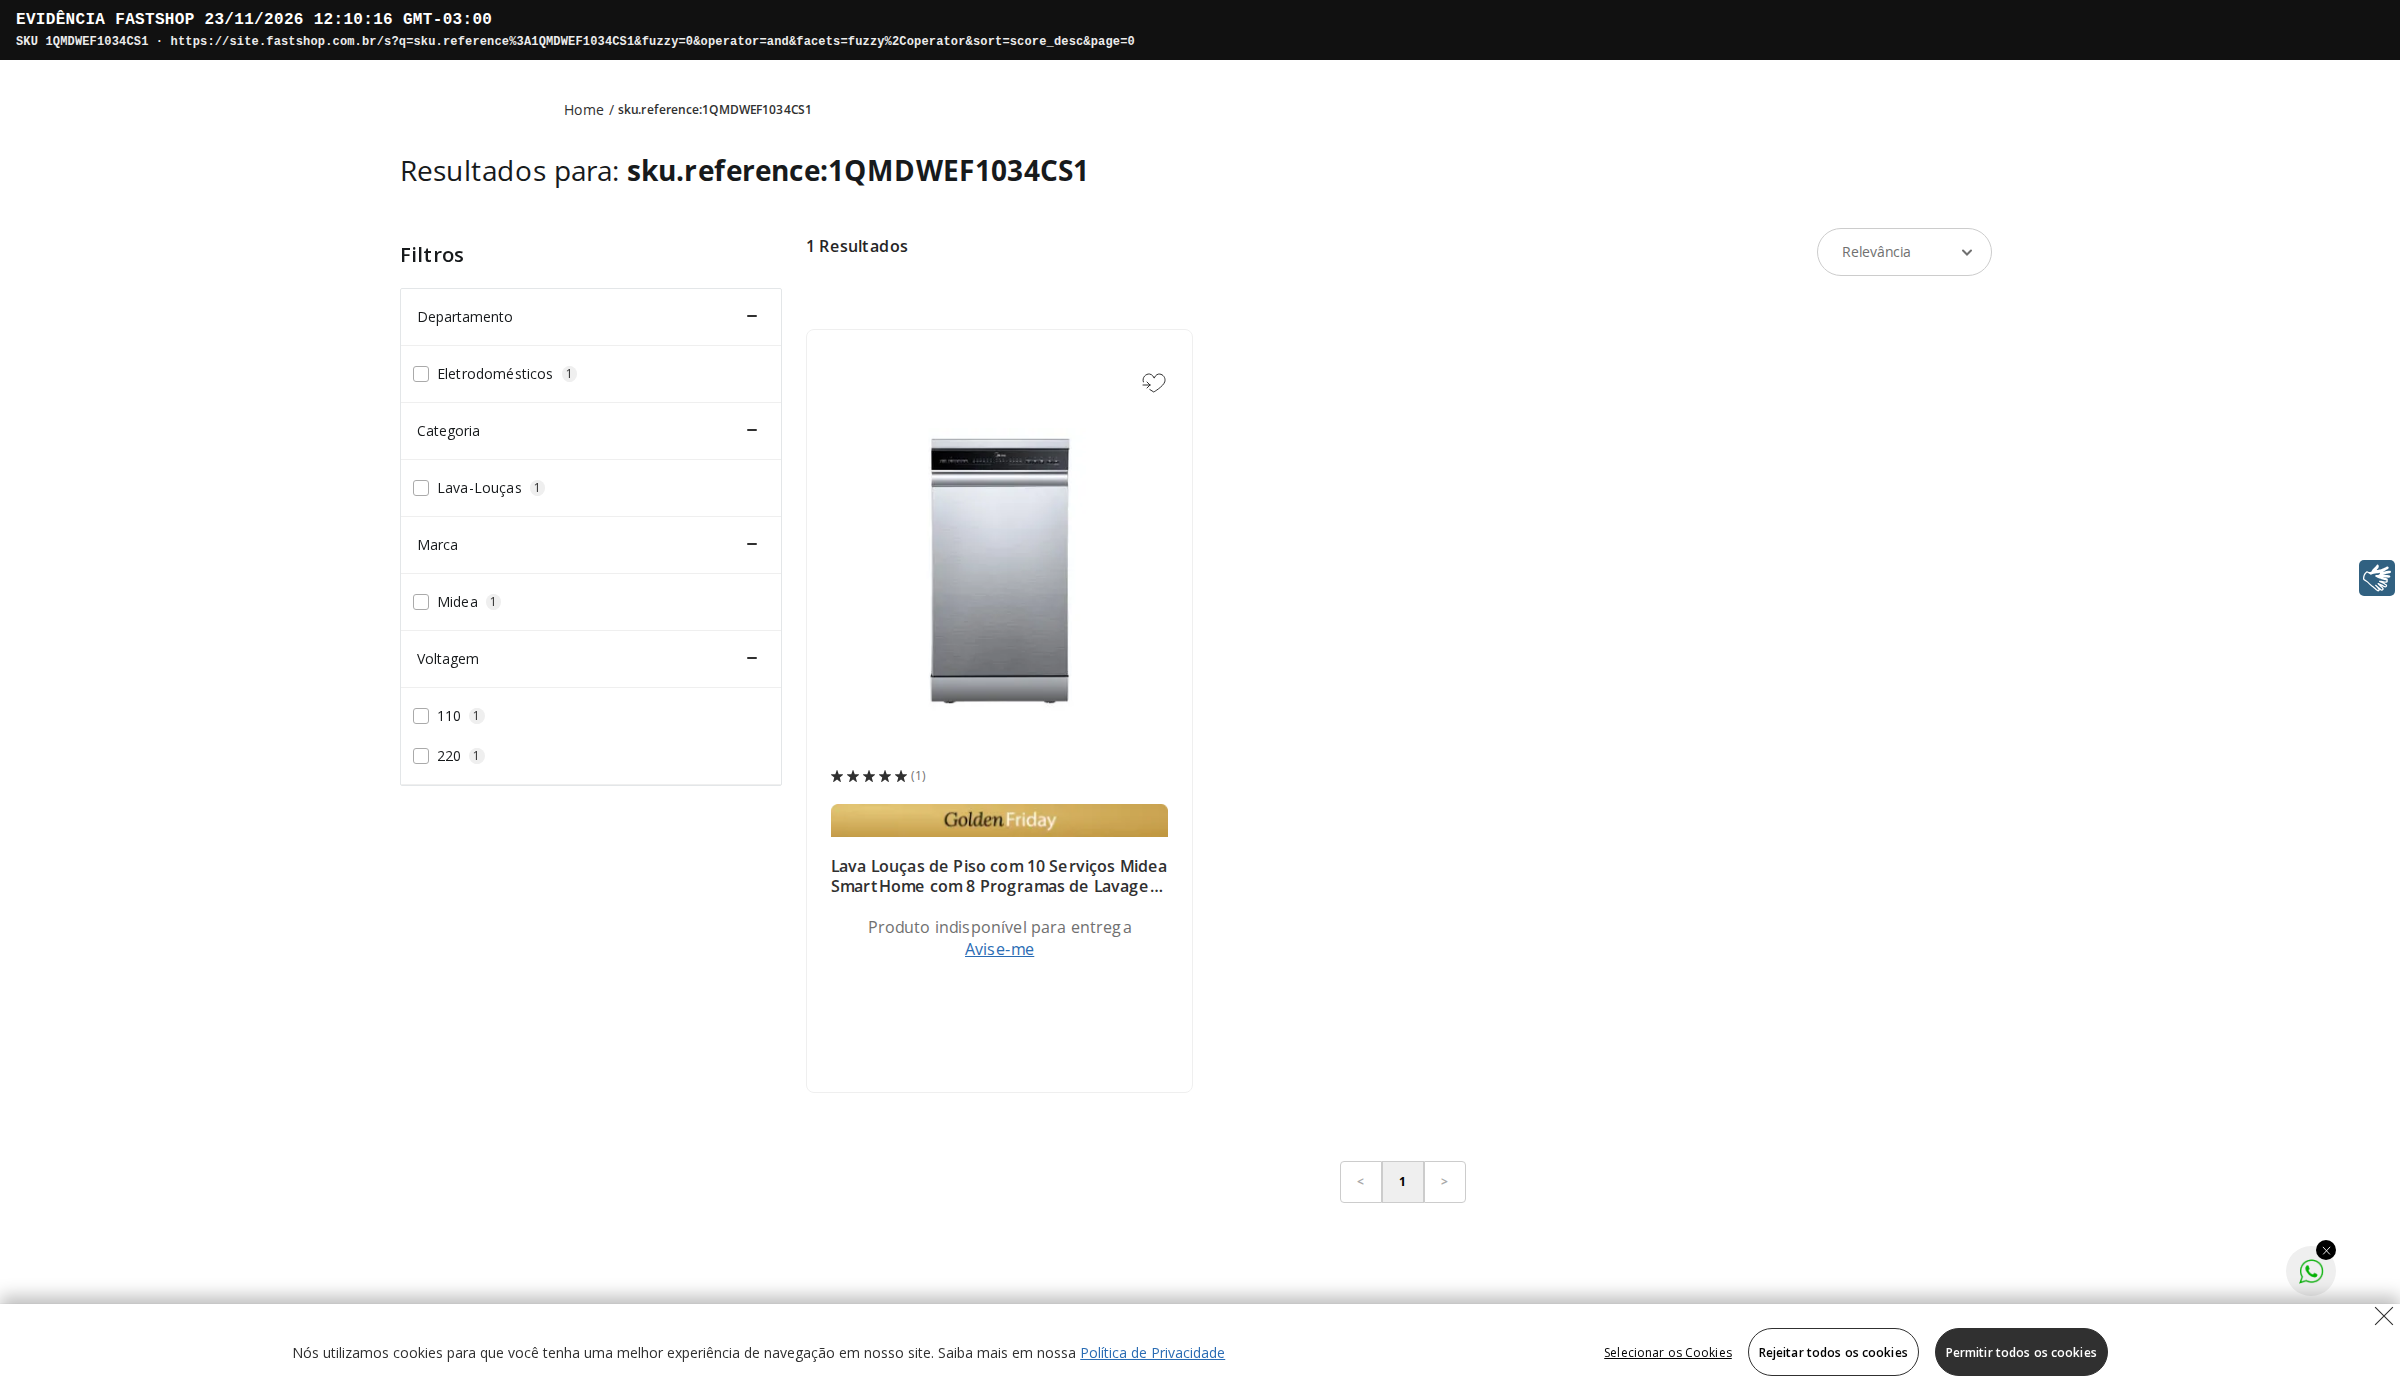 EVIDÊNCIA FASTSHOP 23/11/2026 12:10:16 GMT-03:00
SKU 1QMDWEF1034CS1 · https://site.fastshop.com.br/s?q=sku.reference%3A1QMDWEF1034CS1&fuzzy=0&operator=and&facets=fuzzy%2Coperator&sort=score_desc&page=0
Home / sku.reference:1QMDWEF1034CS1
Resultados para: sku.reference:1QMDWEF1034CS1
Filtros
1 Resultados
Relevância
Departamento
Eletrodomésticos 1
Categoria
Lava-Louças 1
Marca
Midea 1
Voltagem
110 1
220 1
(1)
Golden Friday
Lava Louças de Piso com 10 Serviços Midea
SmartHome com 8 Programas de Lavage...
Produto indisponível para entrega
Avise-me
< 1 >
Nós utilizamos cookies para que você tenha uma melhor experiência de navegação em nosso site. Saiba mais em nossa Política de Privacidade
Selecionar os Cookies
Rejeitar todos os cookies
Permitir todos os cookies